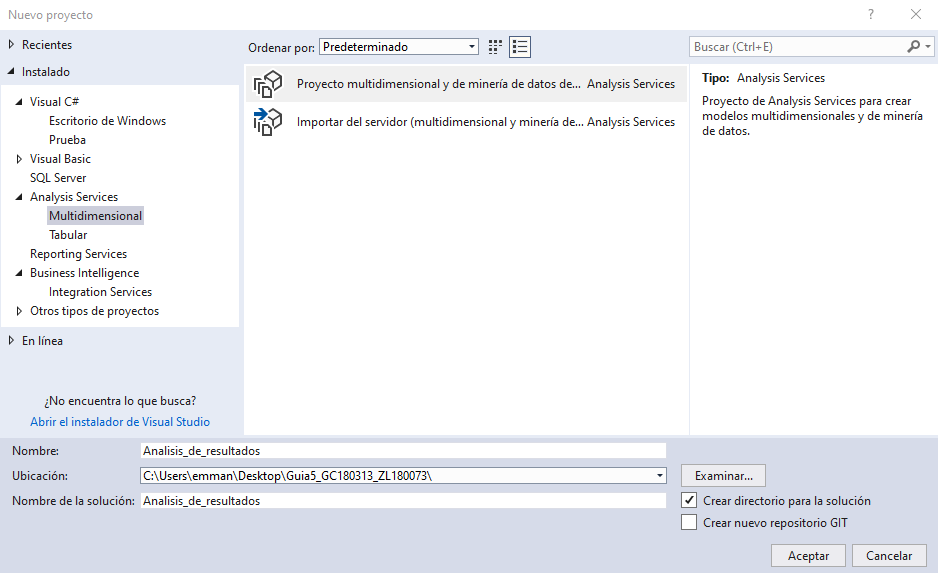 Nuevo proyecto
?
Recientes
Instalado
Visual C#
Escritorio de Windows
Prueba
Visual Basic
SQL Server
Analysis Services
Multidimensional
Tabular
Reporting Services
Business Intelligence
Integration Services
Otros tipos de proyectos
En línea
¿No encuentra lo que busca?
Abrir el instalador de Visual Studio
Ordenar por: Predeterminado
Proyecto multidimensional y de minería de datos de... Analysis Services
Importar del servidor (multidimensional y minería de... Analysis Services
Buscar (Ctrl+E)
Tipo: Analysis Services
Proyecto de Analysis Services para crear
modelos multidimensionales y de minería
de datos.
Nombre: Analisis_de_resultados
Ubicación: C:\Users\emman\Desktop\Guia5_GC180313_ZL180073\
Examinar...
Nombre de la solución: Analisis_de_resultados
Crear directorio para la solución
Crear nuevo repositorio GIT
Aceptar
Cancelar